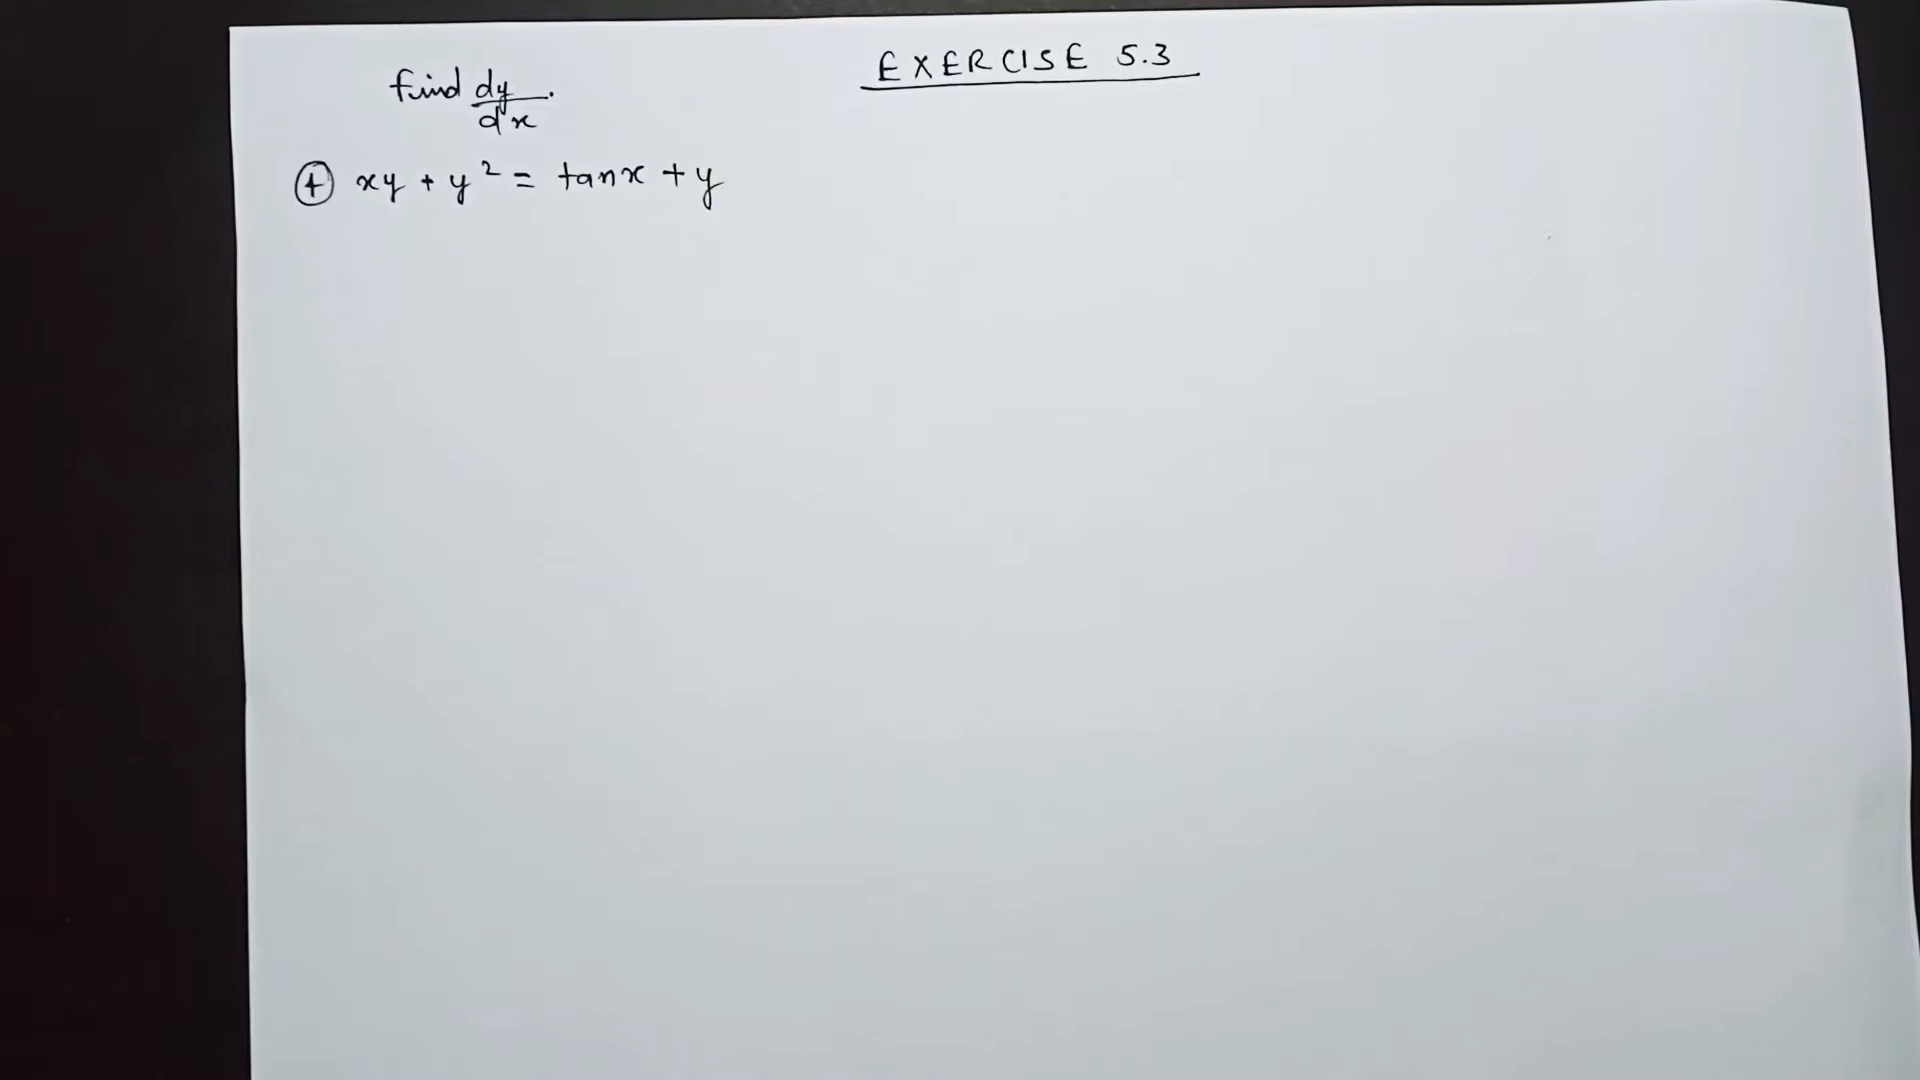 EXERCISE 5.3
find dy/dx.
④ xy + y² = tanx + y